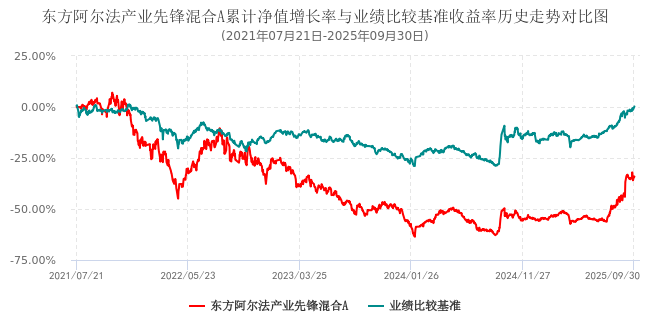 东方阿尔法产业先锋混合A累计净值增长率与业绩比较基准收益率历史走势对比图
(2021年07月21日-2025年09月30日)
25.00%
0.00%
-25.00%
-50.00%
-75.00%
2021/07/21 2022/05/23 2023/03/25 2024/01/26 2024/11/27 2025/09/30
东方阿尔法产业先锋混合A 业绩比较基准